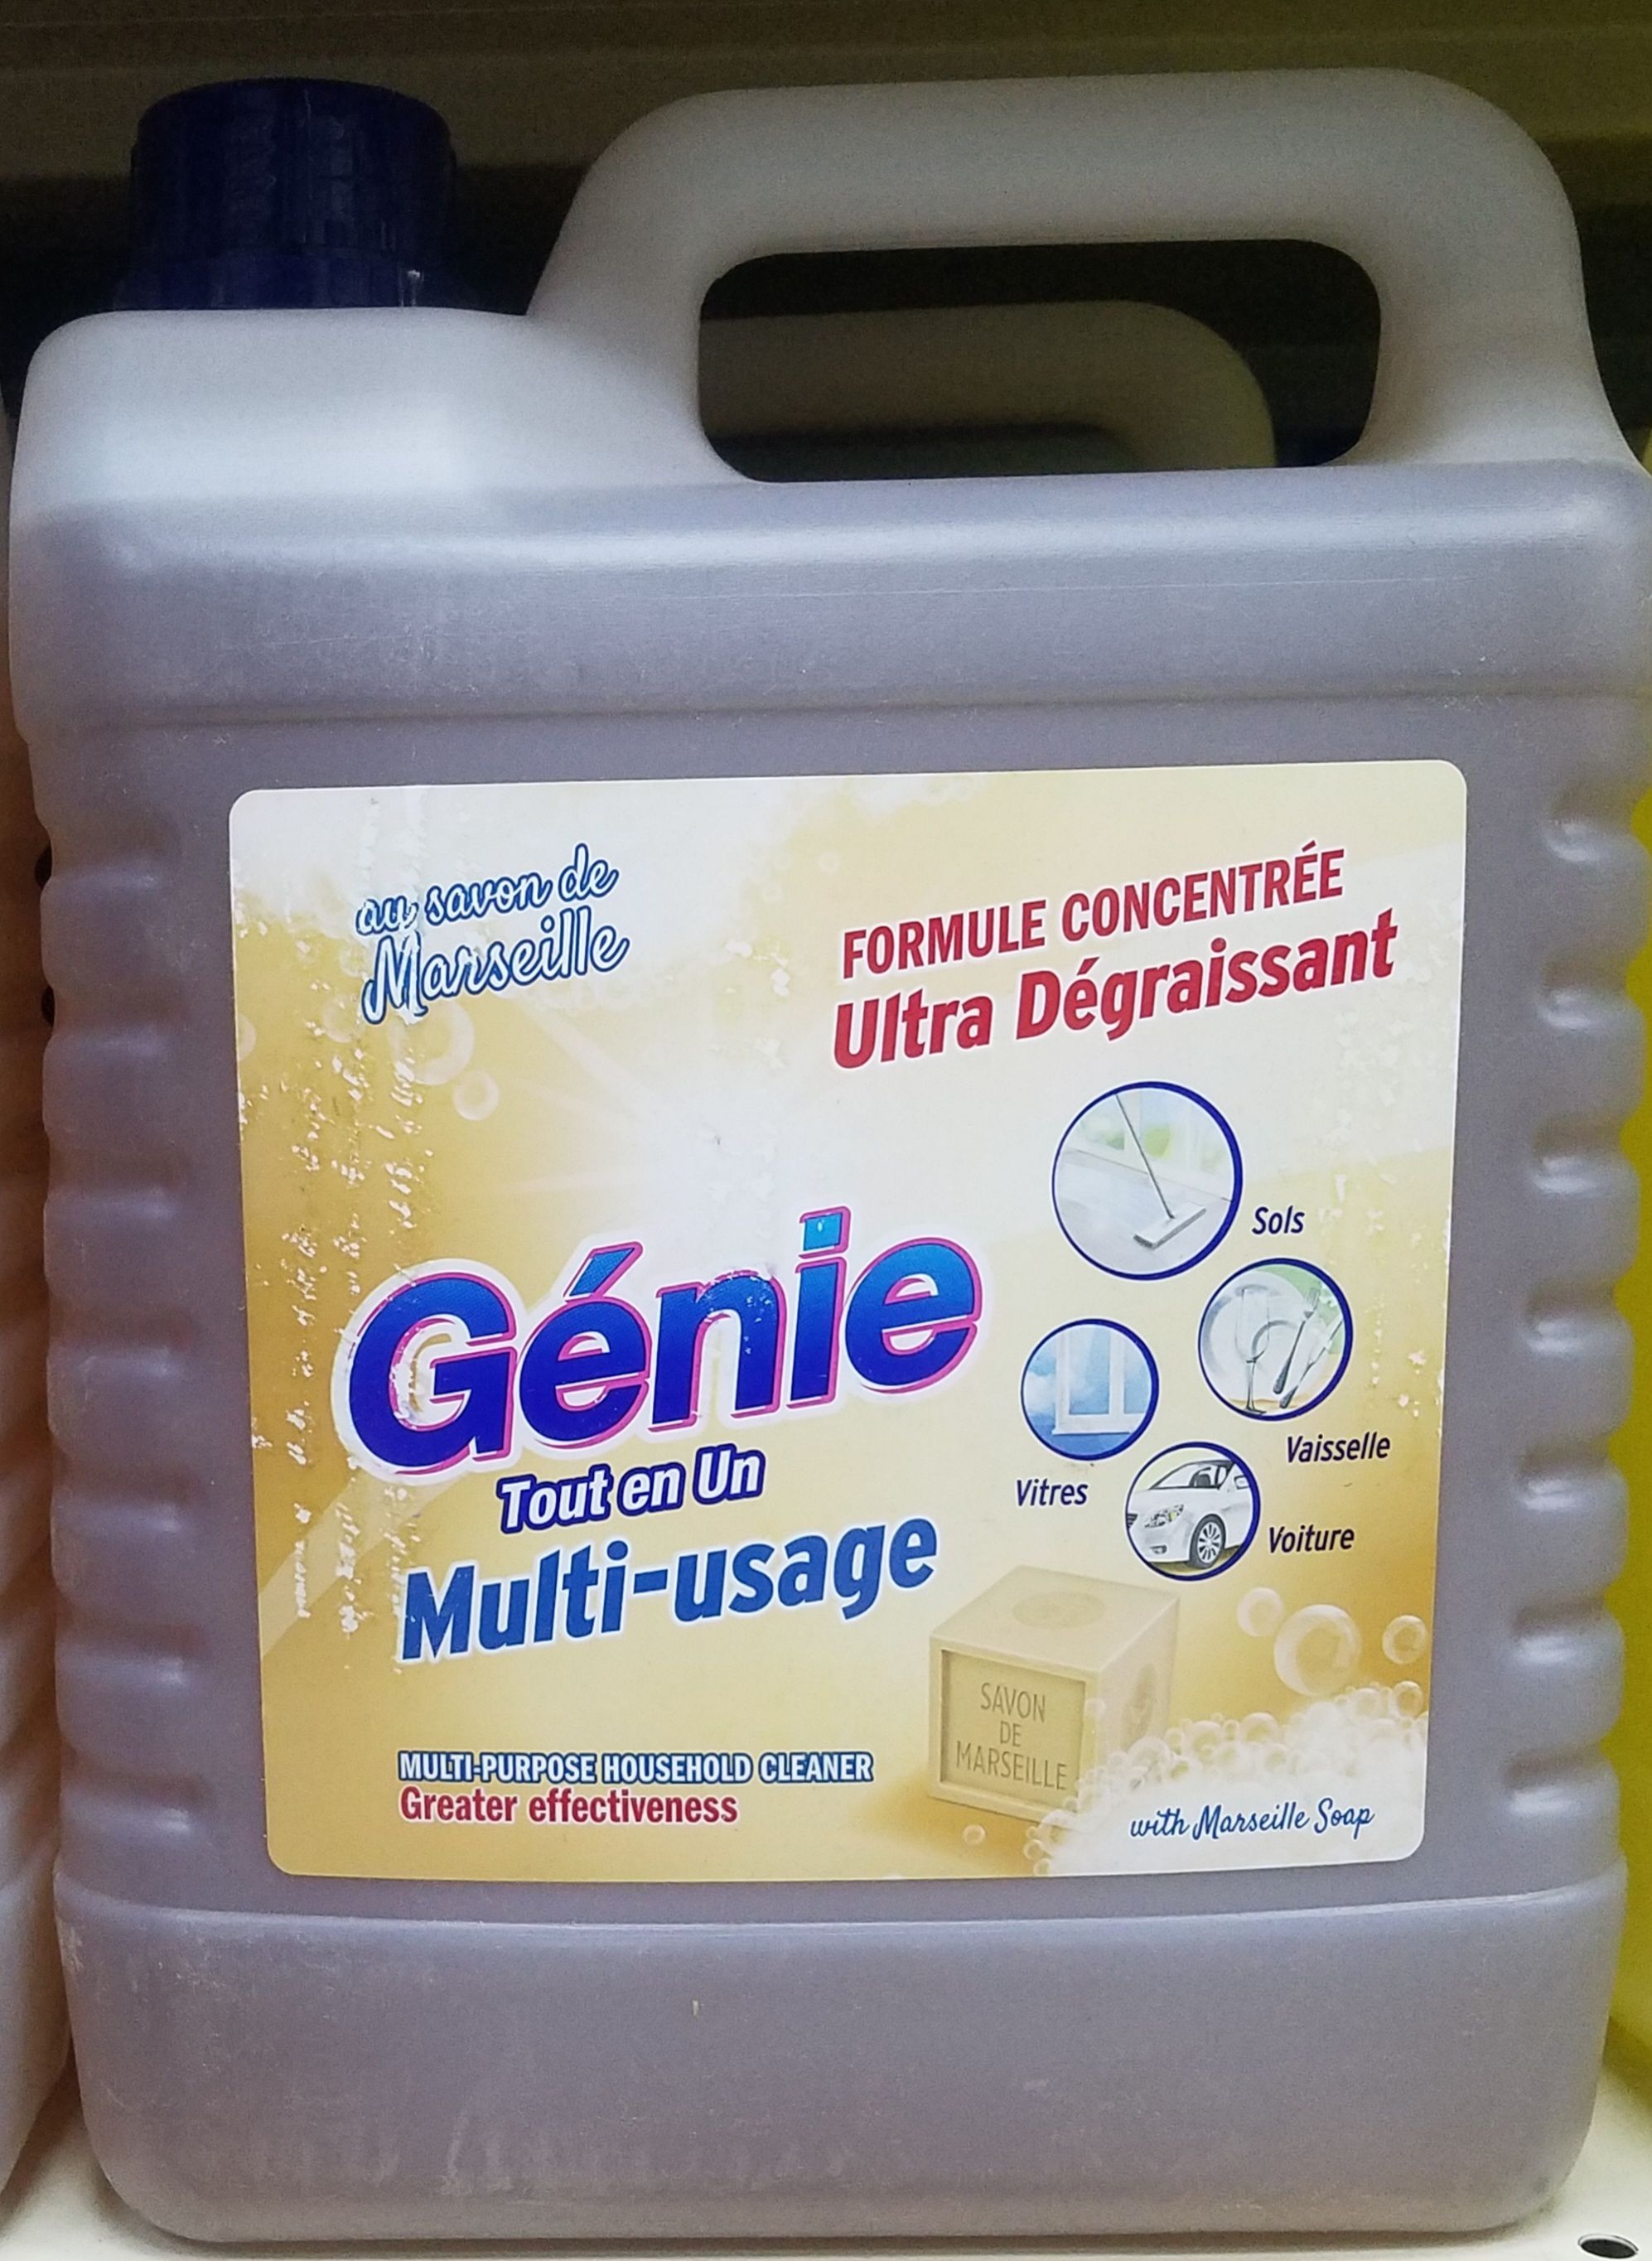 au savon de
Marseille
FORMULE CONCENTRÉE
Ultra Dégraissant
Sols
Vaisselle
Vitres
Voiture
Génie
Tout en Un
Multi-usage
SAVON
DE
MARSEILLE
MULTI-PURPOSE HOUSEHOLD CLEANER
Greater effectiveness
with Marseille Soap